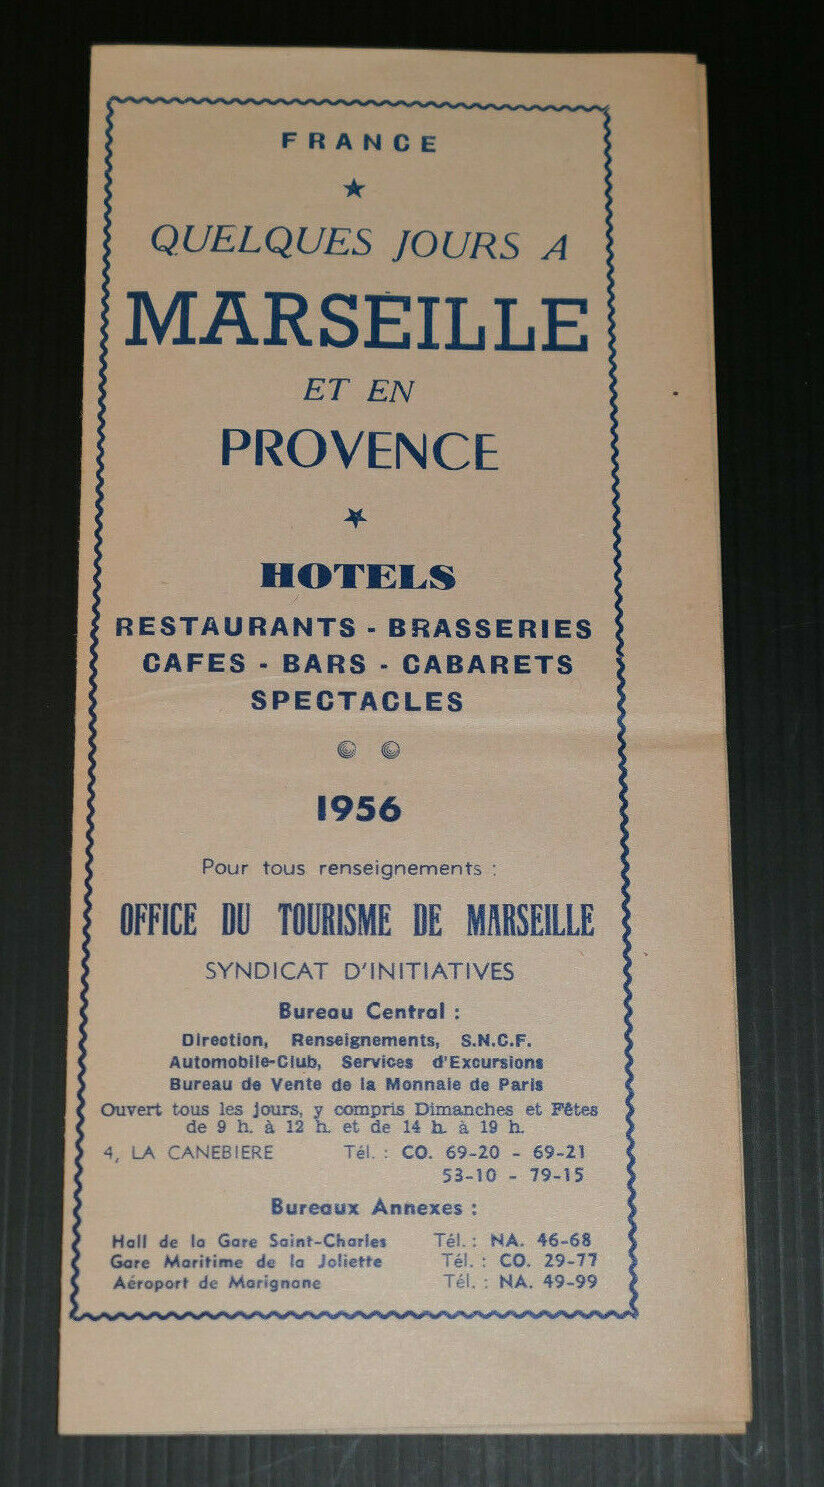 FRANCE
QUELQUES JOURS A
MARSEILLE
ET EN
PROVENCE
HOTELS
RESTAURANTS - BRASSERIES
CAFES - BARS - CABARETS
SPECTACLES
1956
Pour tous renseignements :
OFFICE DU TOURISME DE MARSEILLE
SYNDICAT D'INITIATIVES
Bureau Central :
Direction, Renseignements, S.N.C.F.
Automobile-Club, Services d'Excursions
Bureau de Vente de la Monnaie de Paris
Ouvert tous les jours, y compris Dimanches et Fêtes
de 9 h. à 12 h. et de 14 h. à 19 h.
4, LA CANEBIERE Tél. : CO. 69-20 - 69-21
53-10 - 79-15
Bureaux Annexes :
Hall de la Gare Saint-Charles Tél. : NA. 46-68
Gare Maritime de la Joliette Tél. : CO. 29-77
Aéroport de Marignane Tél. : NA. 49-99